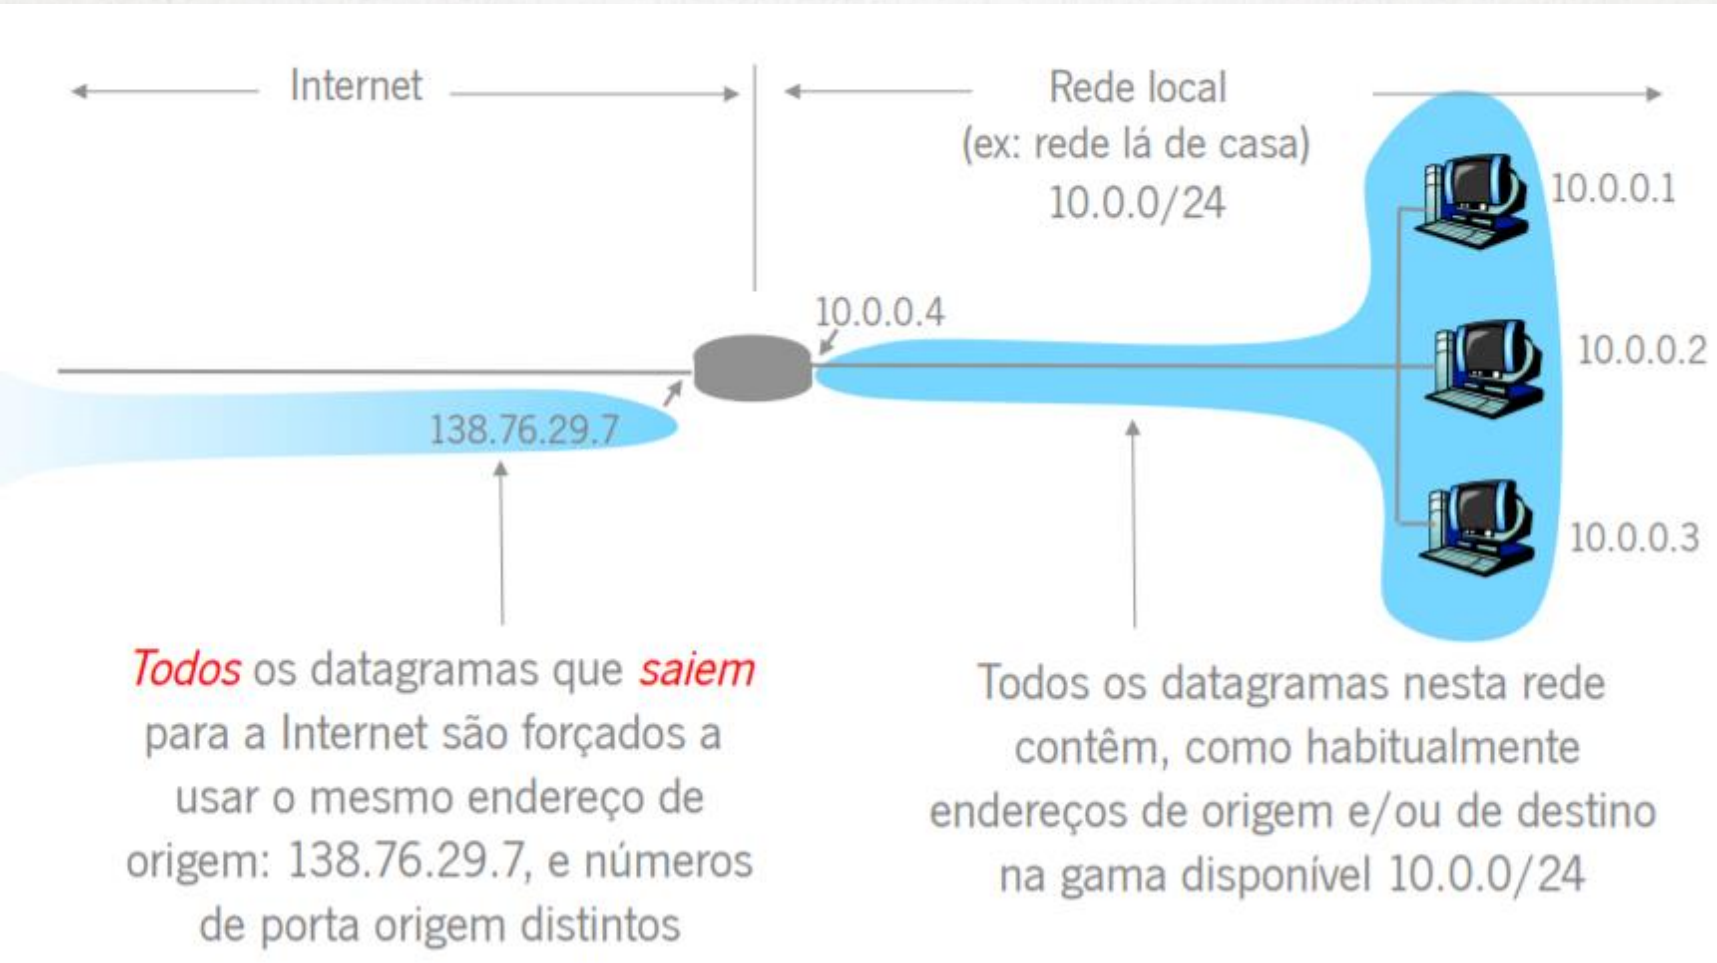 Internet
Rede local
(ex: rede lá de casa)
10.0.0/24
10.0.0.1
10.0.0.4
10.0.0.2
138.76.29.7
10.0.0.3
Todos os datagramas que saiem
para a Internet são forçados a
usar o mesmo endereço de
origem: 138.76.29.7, e números
de porta origem distintos
Todos os datagramas nesta rede
contêm, como habitualmente
endereços de origem e/ou de destino
na gama disponível 10.0.0/24